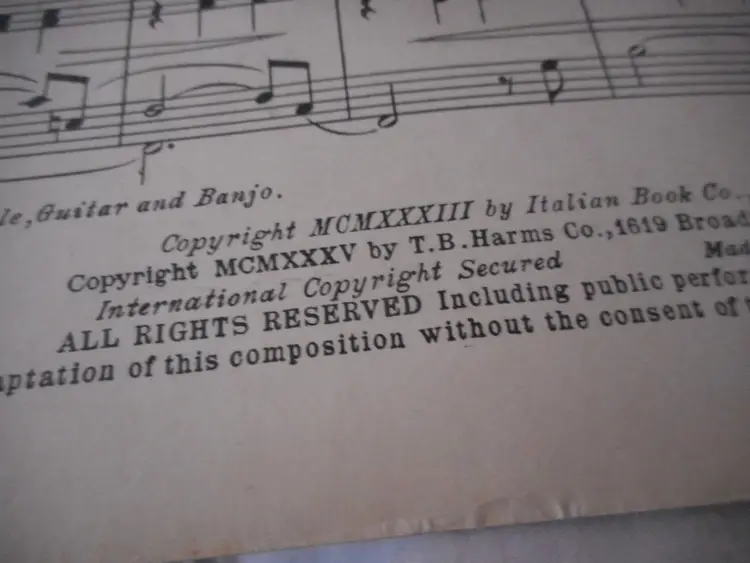 le, Guitar and Banjo.
Copyright MCMXXXIII by Italian Book Co.,
Copyright MCMXXXV by T.B. Harms Co., 1619 Broad
International Copyright Secured Mad
ALL RIGHTS RESERVED Including public perfor
aptation of this composition without the consent of